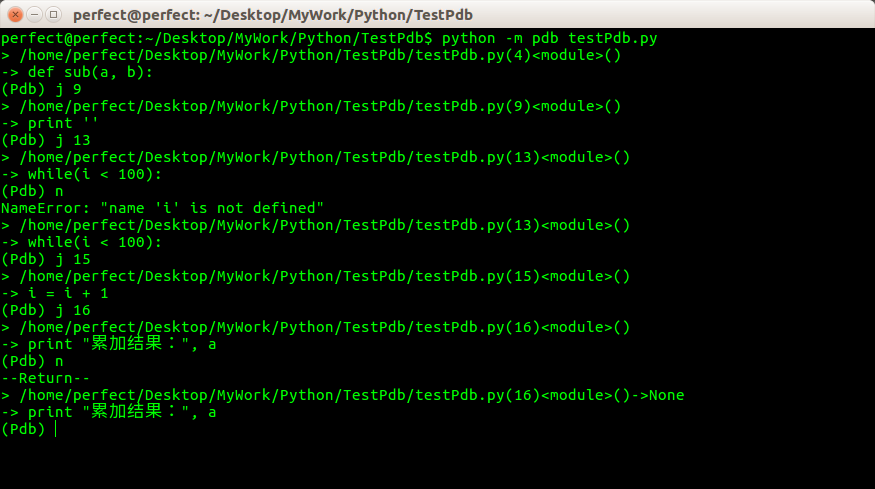 perfect@perfect: ~/Desktop/MyWork/Python/TestPdb
perfect@perfect:~/Desktop/MyWork/Python/TestPdb$ python -m pdb testPdb.py
> /home/perfect/Desktop/MyWork/Python/TestPdb/testPdb.py(4)<module>()
-> def sub(a, b):
(Pdb) j 9
> /home/perfect/Desktop/MyWork/Python/TestPdb/testPdb.py(9)<module>()
-> print ''
(Pdb) j 13
> /home/perfect/Desktop/MyWork/Python/TestPdb/testPdb.py(13)<module>()
-> while(i < 100):
(Pdb) n
NameError: "name 'i' is not defined"
> /home/perfect/Desktop/MyWork/Python/TestPdb/testPdb.py(13)<module>()
-> while(i < 100):
(Pdb) j 15
> /home/perfect/Desktop/MyWork/Python/TestPdb/testPdb.py(15)<module>()
-> i = i + 1
(Pdb) j 16
> /home/perfect/Desktop/MyWork/Python/TestPdb/testPdb.py(16)<module>()
-> print "累加结果：", a
(Pdb) n
--Return--
> /home/perfect/Desktop/MyWork/Python/TestPdb/testPdb.py(16)<module>()->None
-> print "累加结果：", a
(Pdb)